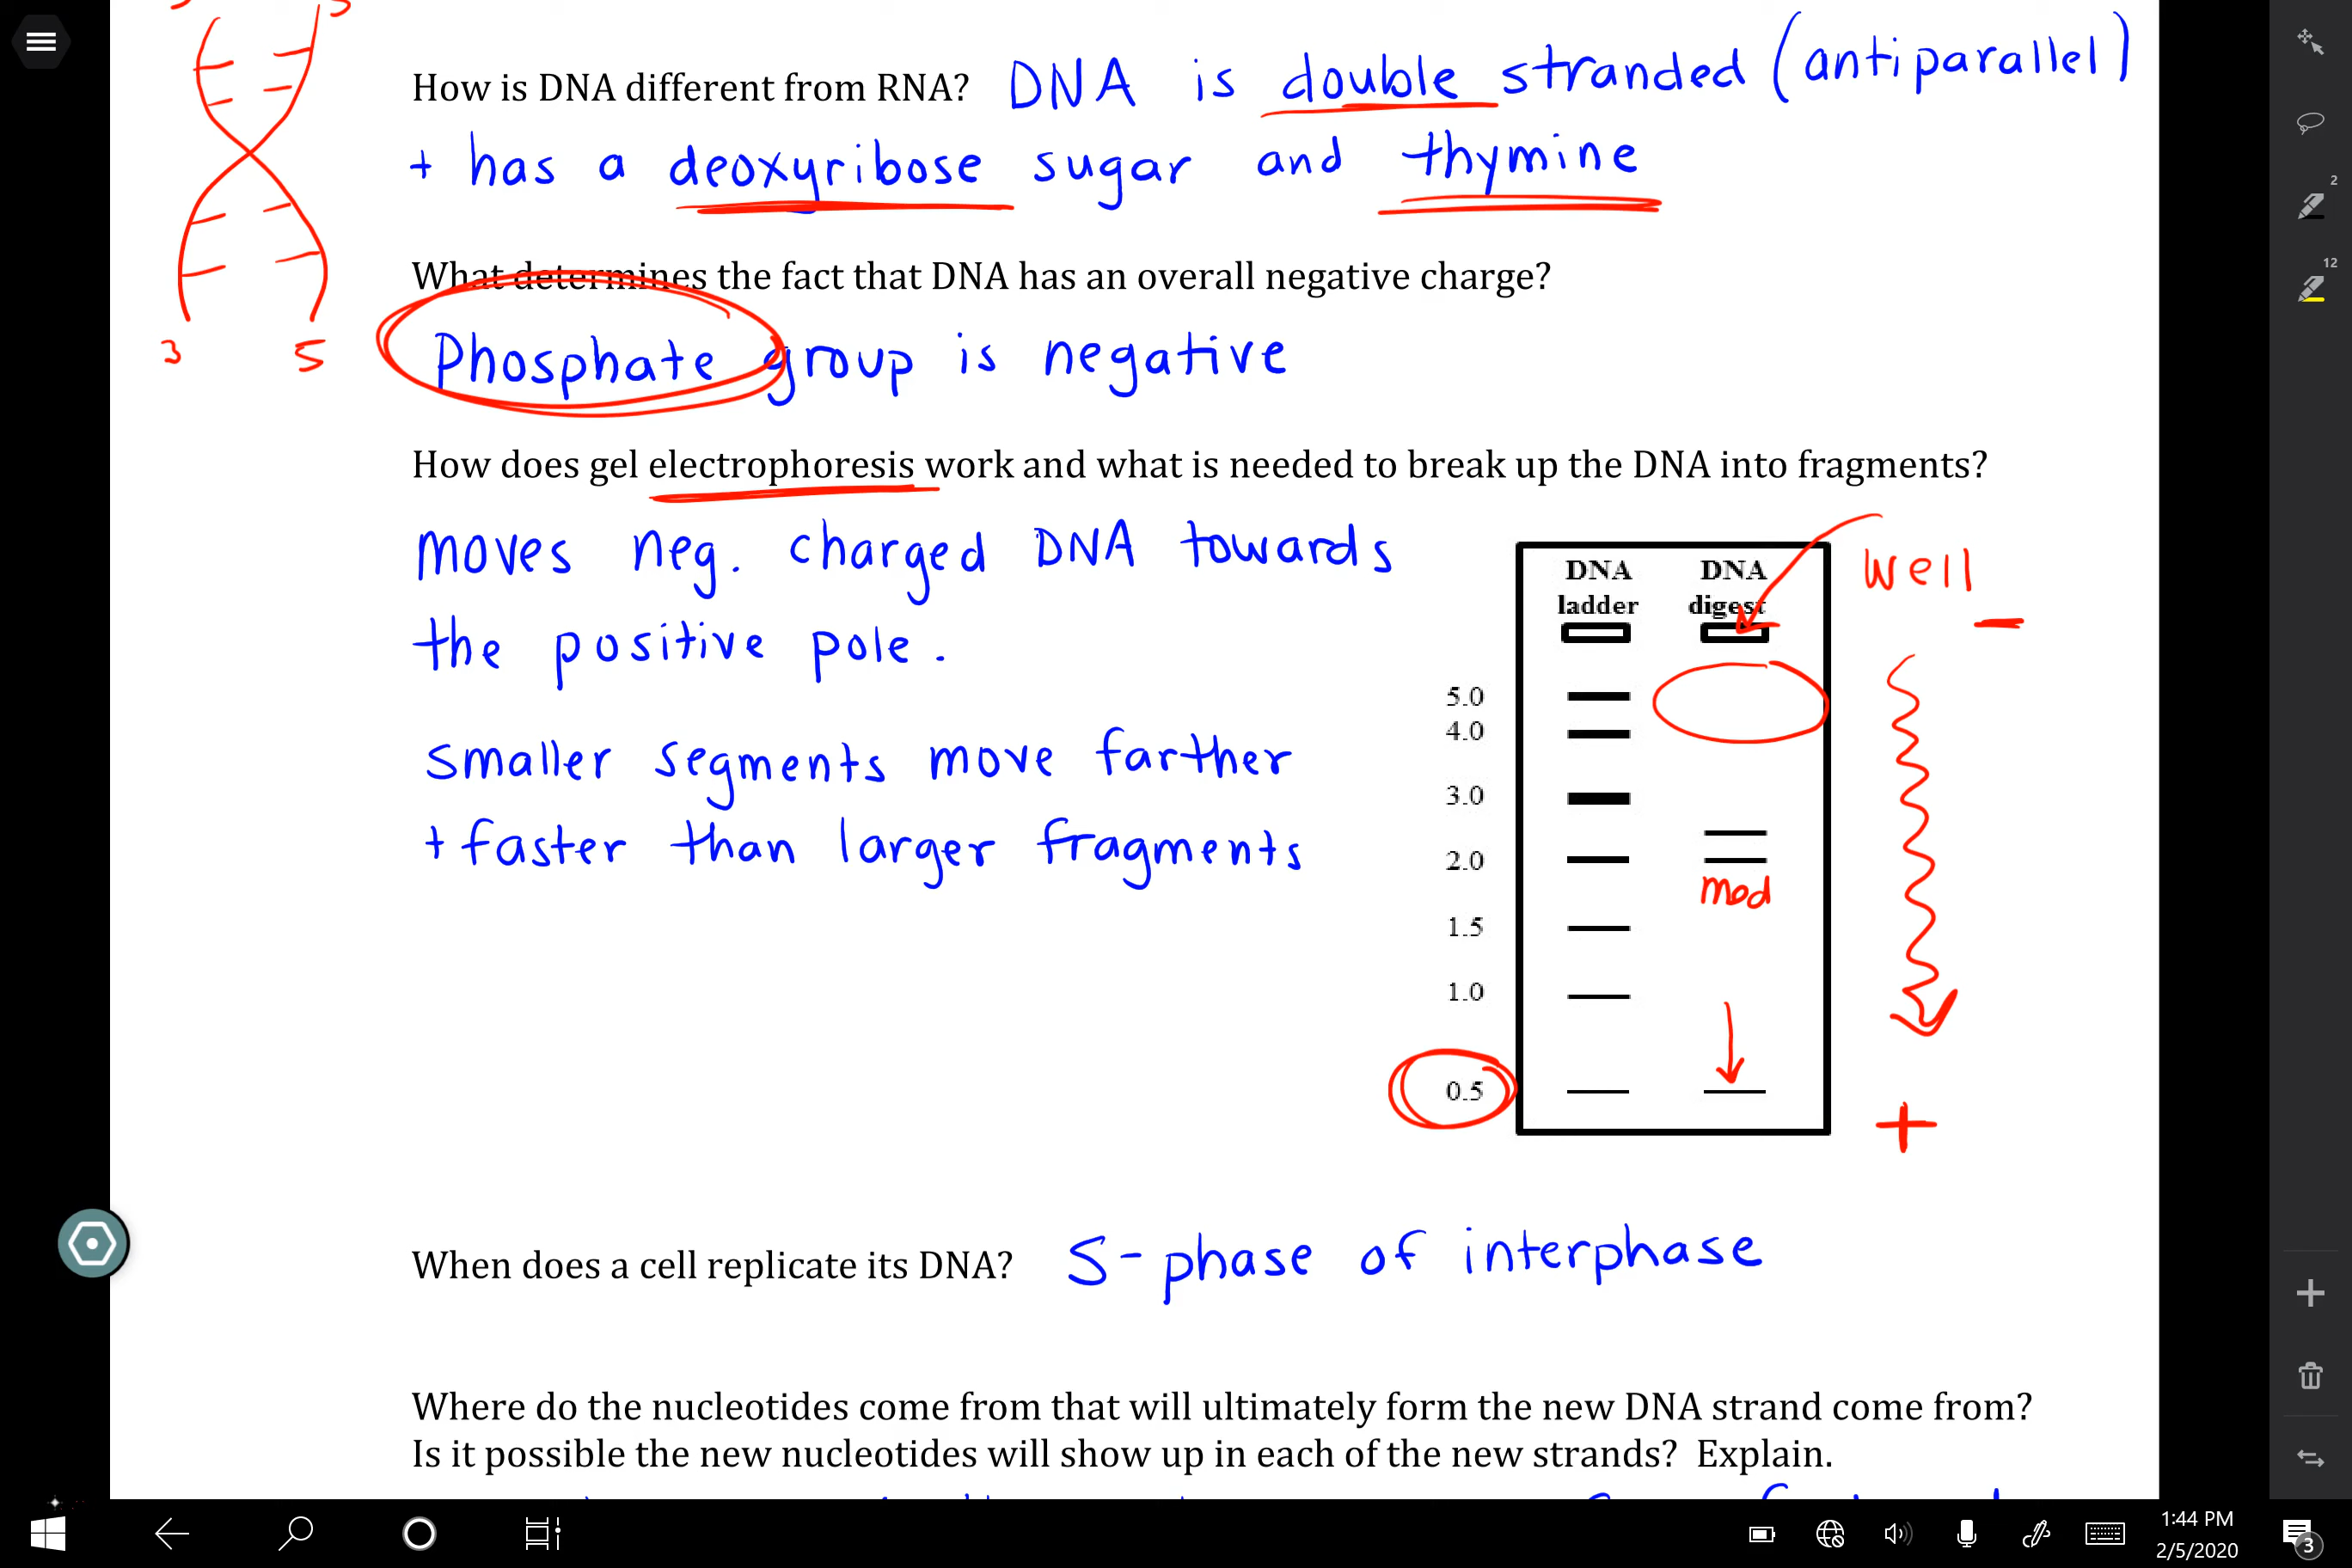 How is DNA different from RNA? DNA is double stranded (antiparallel)
+ has a deoxyribose sugar and thymine
What determines the fact that DNA has an overall negative charge?
Phosphate group is negative
3 5
How does gel electrophoresis work and what is needed to break up the DNA into fragments?
moves neg. charged DNA towards
the positive pole.
smaller segments move farther
+ faster than larger fragments
DNA ladder
DNA digest
well
-
5.0
4.0
3.0
2.0
mod
1.5
1.0
0.5
+
When does a cell replicate its DNA? S-phase of interphase
Where do the nucleotides come from that will ultimately form the new DNA strand come from?
Is it possible the new nucleotides will show up in each of the new strands? Explain.
2
12
1:44 PM
2/5/2020
3